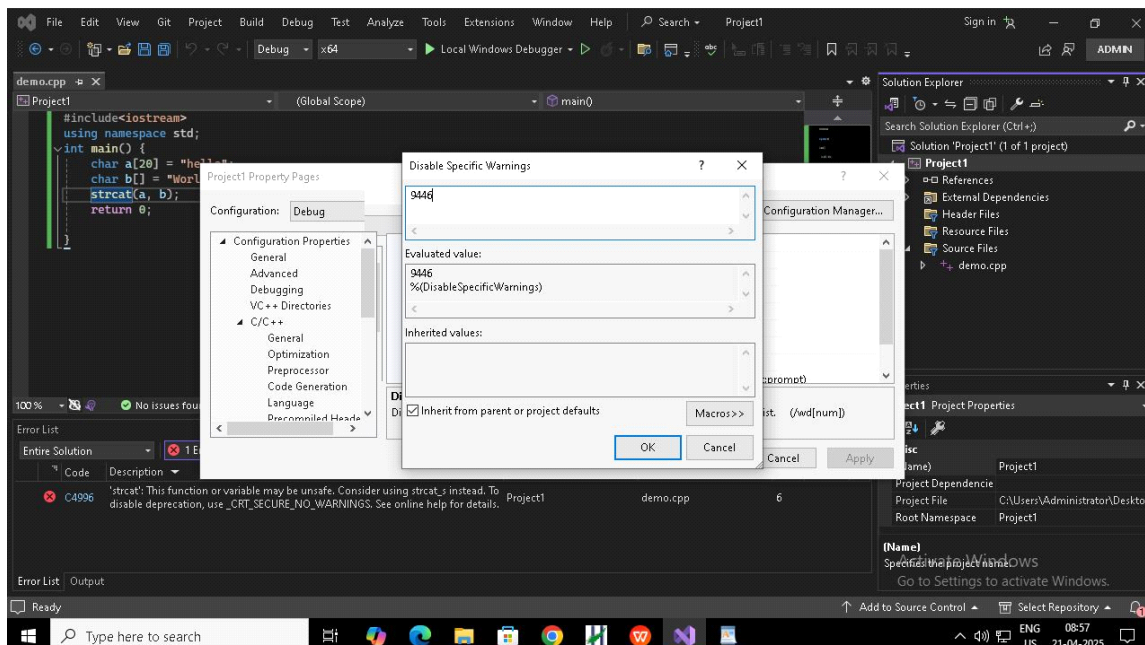 File Edit View Git Project Build Debug Test Analyze Tools Extensions Window Help Search Project1 Sign in
Debug x64 Local Windows Debugger ADMIN
demo.cpp
Project1 (Global Scope) main()
#include<iostream>
using namespace std;
int main() {
char a[20] = "hello";
char b[] = "Worl
strcat(a, b);
return 0;
}
100 % No issues fou
Project1 Property Pages ?
Configuration: Debug Configuration Manager...
Configuration Properties
General
Advanced
Debugging
VC++ Directories
C/C++
General
Optimization
Preprocessor
Code Generation
Language
Precompiled Heade
Di
Di
ist. (/wd[num])
Cancel Apply
Disable Specific Warnings ?
9446
Evaluated value:
9446
%(DisableSpecificWarnings)
Inherited values:
Inherit from parent or project defaults
Macros>>
OK Cancel
Solution Explorer
Search Solution Explorer (Ctrl+;)
Solution 'Project1' (1 of 1 project)
Project1
References
External Dependencies
Header Files
Resource Files
Source Files
demo.cpp
erties
ect1 Project Properties
isc
Name) Project1
Project Dependencie
Project File C:\Users\Administrator\Deskto
Root Namespace Project1
(Name)
Specifies the project name.
Activate Windows
Go to Settings to activate Windows.
Error List
Entire Solution 1 E
Code Description
C4996 'strcat': This function or variable may be unsafe. Consider using strcat_s instead. To Project1 demo.cpp 6
disable deprecation, use _CRT_SECURE_NO_WARNINGS. See online help for details.
Error List Output
Ready Add to Source Control Select Repository
Type here to search ENG 08:57
US 21-04-2025